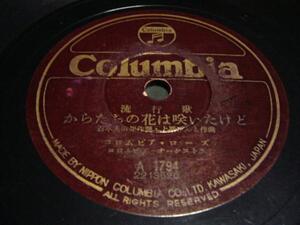 Columbia
流行歌
からたちの花は咲いたけど
コロムビア・ローズ
コロムビア・オーケストラ
A 1794
MADE BY NIPPON COLUMBIA CO., LTD. KAWASAKI, JAPAN
ALL RIGHTS RESERVED